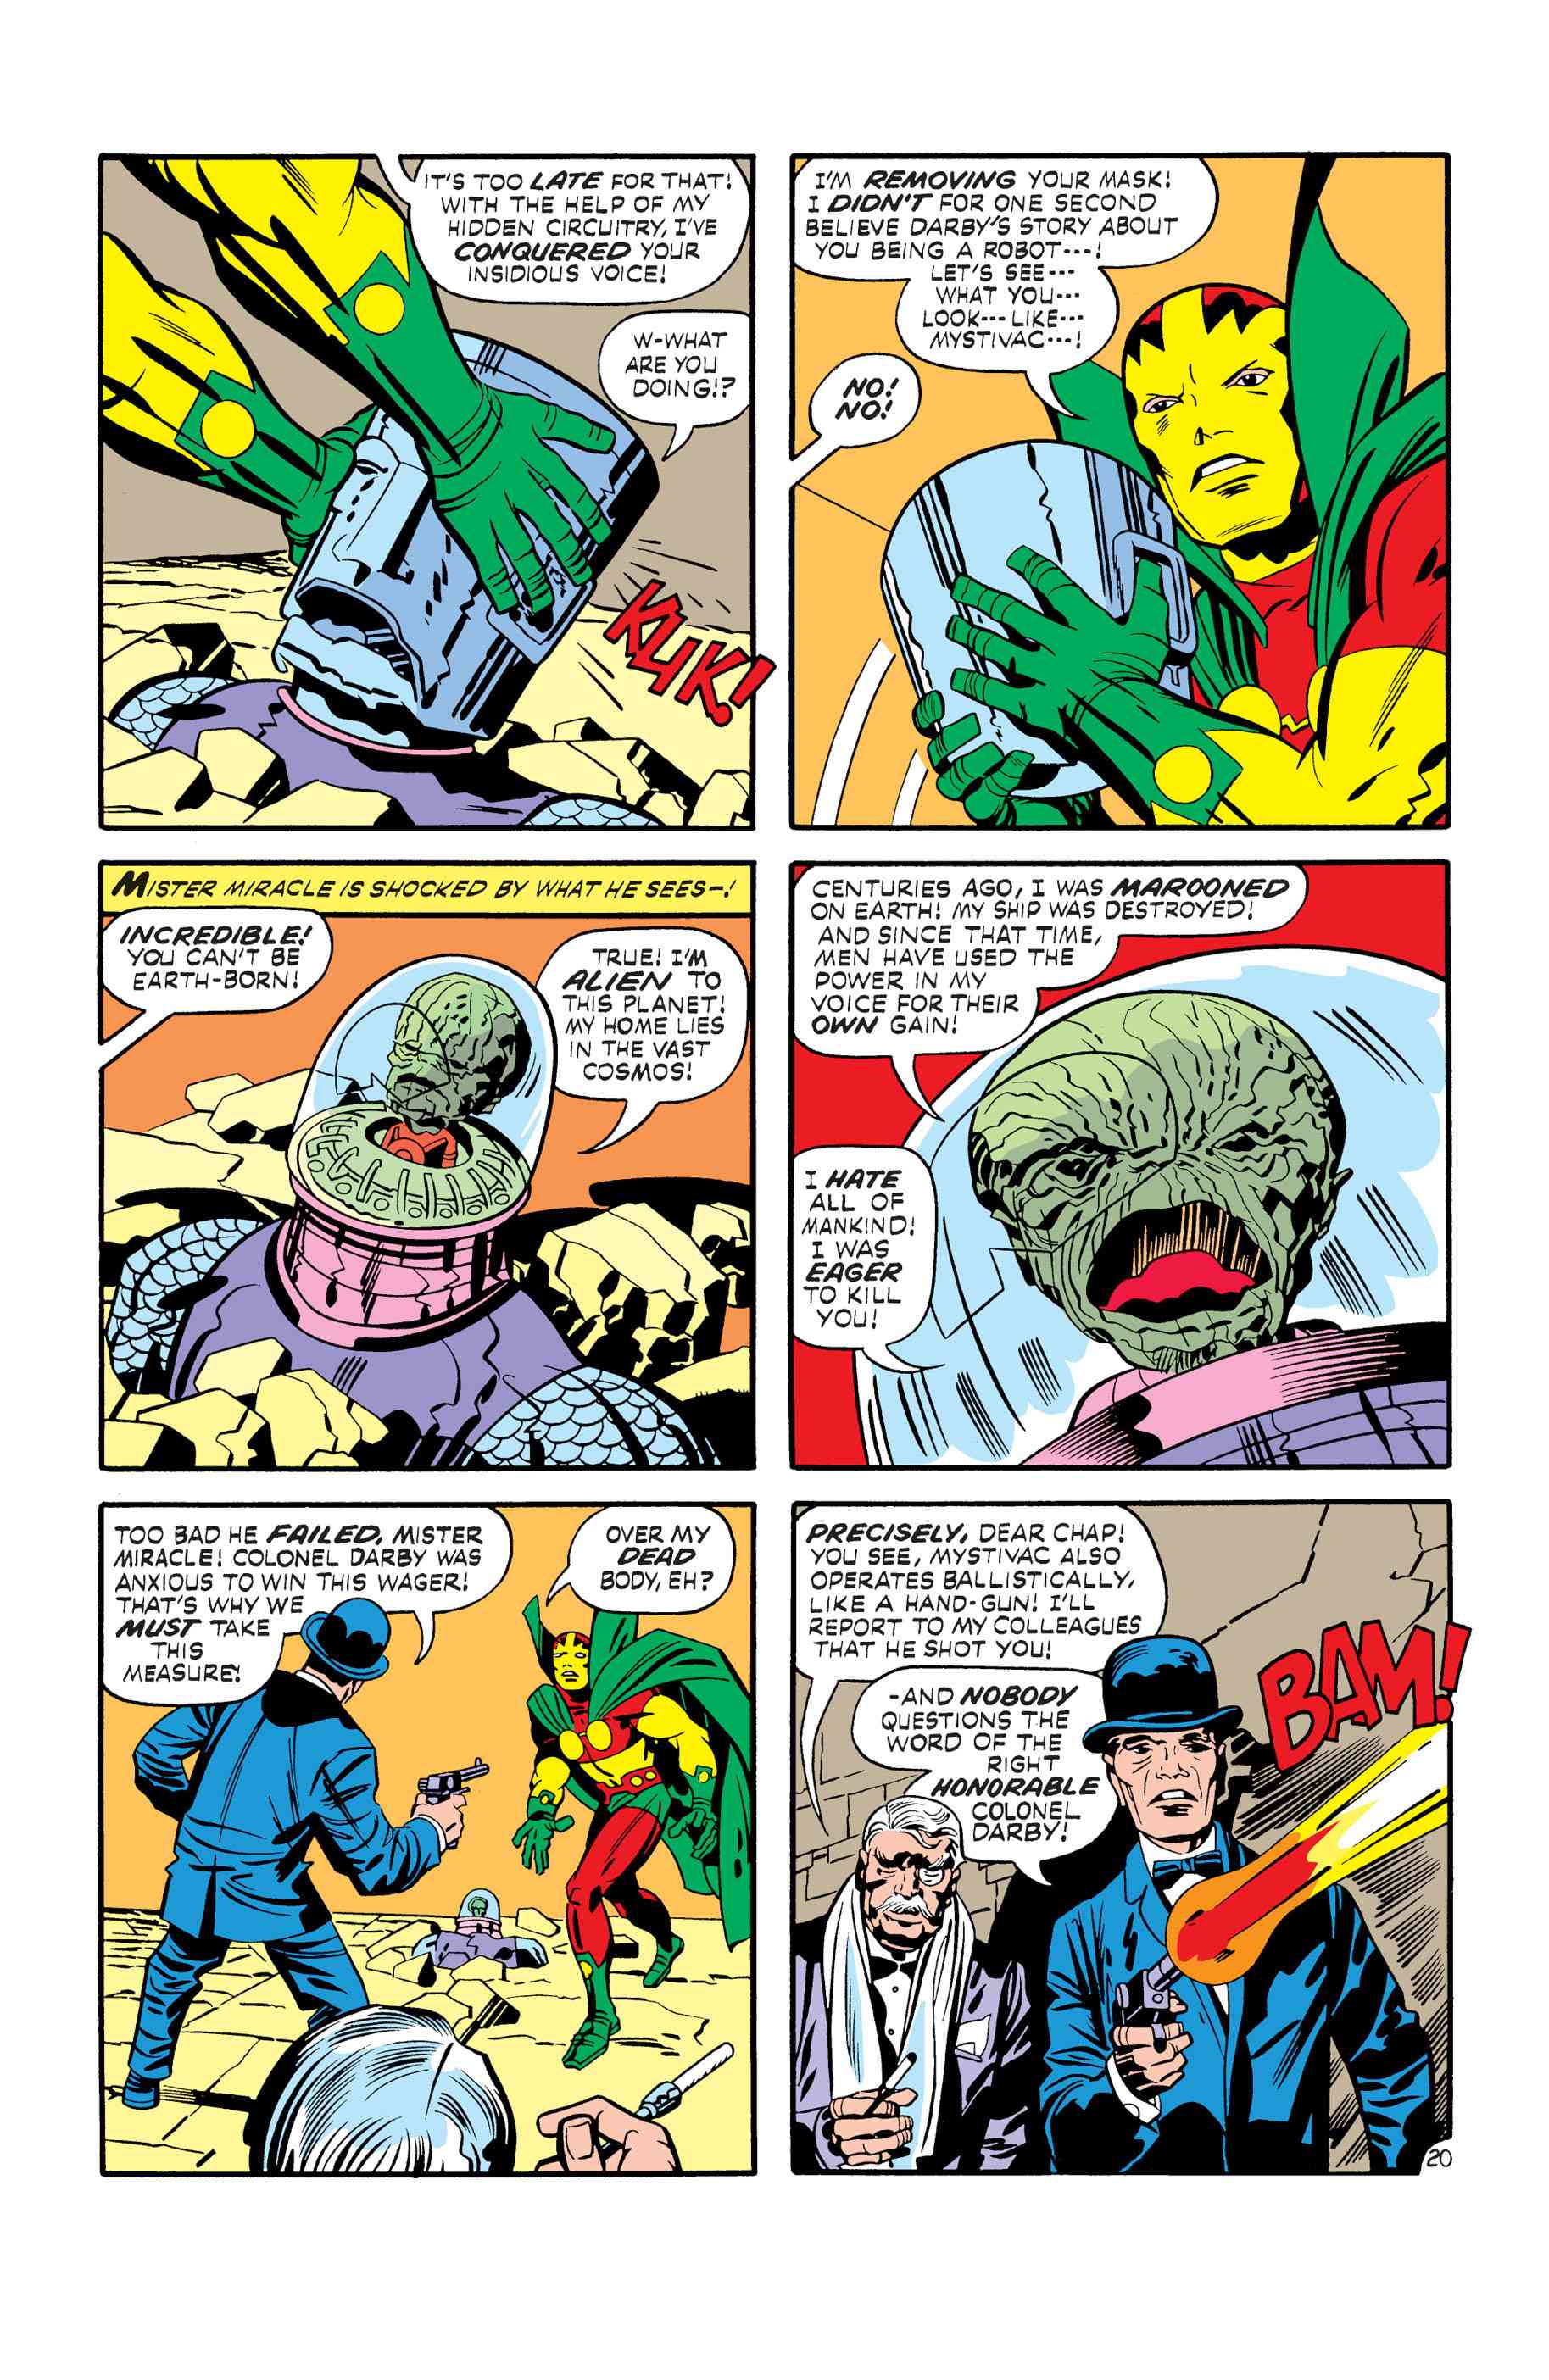 IT'S TOO LATE FOR THAT!
WITH THE HELP OF MY
HIDDEN CIRCUITRY, I'VE
CONQUERED YOUR
INSIDIOUS VOICE!
W-WHAT
ARE YOU
DOING!?
KLIK!
I'M REMOVING YOUR MASK!
I DIDN'T FOR ONE SECOND
BELIEVE DARBY'S STORY ABOUT
YOU BEING A ROBOT---!
LET'S SEE---
WHAT YOU---
LOOK--- LIKE---
MYSTIVAC---!
NO!
NO!
MISTER MIRACLE IS SHOCKED BY WHAT HE SEES-!
INCREDIBLE!
YOU CAN'T BE
EARTH-BORN!
TRUE! I'M
ALIEN TO
THIS PLANET!
MY HOME LIES
IN THE VAST
COSMOS!
CENTURIES AGO, I WAS MAROONED
ON EARTH! MY SHIP WAS DESTROYED!
AND SINCE THAT TIME,
MEN HAVE USED THE
POWER IN MY
VOICE FOR THEIR
OWN GAIN!
I HATE
ALL OF
MANKIND!
I WAS
EAGER
TO KILL
YOU!
TOO BAD HE FAILED, MISTER
MIRACLE! COLONEL DARBY WAS
ANXIOUS TO WIN THIS WAGER!
THAT'S WHY WE
MUST TAKE
THIS
MEASURE!
OVER MY
DEAD
BODY, EH?
PRECISELY, DEAR CHAP!
YOU SEE, MYSTIVAC ALSO
OPERATES BALLISTICALLY,
LIKE A HAND-GUN! I'LL
REPORT TO MY COLLEAGUES
THAT HE SHOT YOU!
-AND NOBODY
QUESTIONS THE
WORD OF THE
RIGHT
HONORABLE
COLONEL
DARBY!
BAM!
20